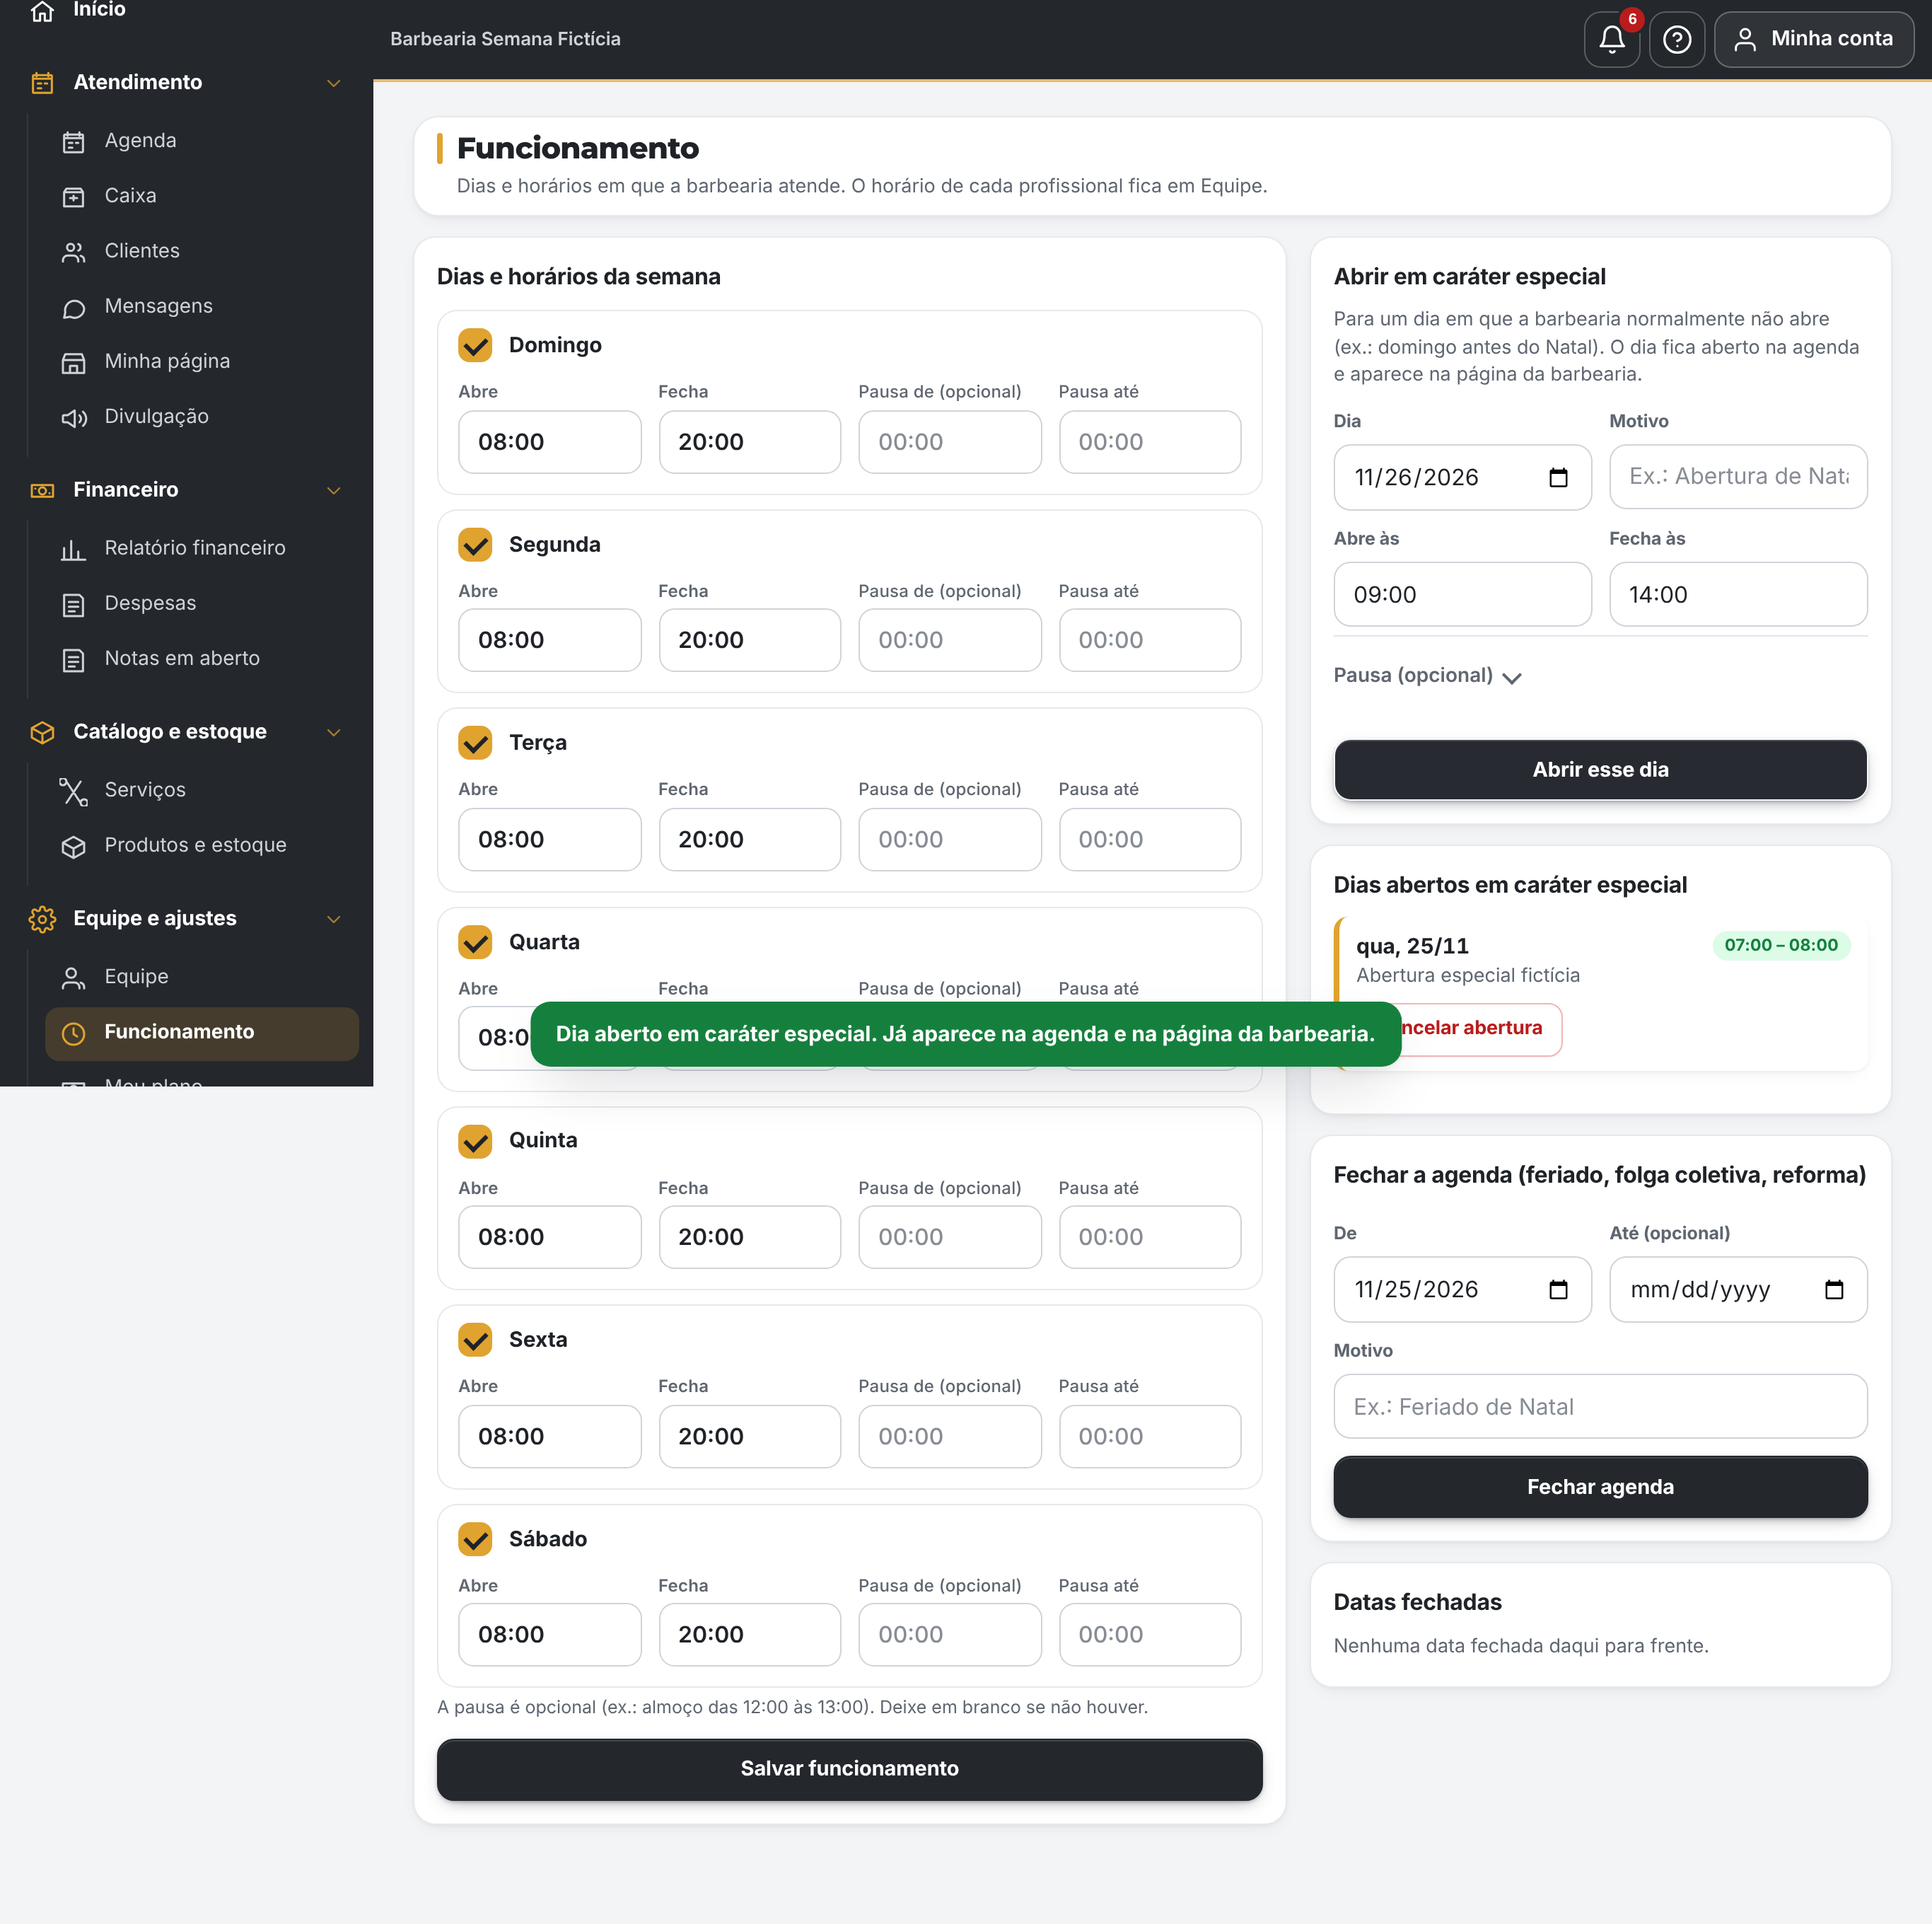 Início
Atendimento
Agenda
Caixa
Clientes
Mensagens
Minha página
Divulgação
Financeiro
Relatório financeiro
Despesas
Notas em aberto
Catálogo e estoque
Serviços
Produtos e estoque
Equipe e ajustes
Equipe
Funcionamento
Meu plano
Barbearia Semana Fictícia
6
Minha conta
Funcionamento
Dias e horários em que a barbearia atende. O horário de cada profissional fica em Equipe.
Dias e horários da semana
Domingo
Abre Fecha Pausa de (opcional) Pausa até
08:00 20:00 00:00 00:00
Segunda
Abre Fecha Pausa de (opcional) Pausa até
08:00 20:00 00:00 00:00
Terça
Abre Fecha Pausa de (opcional) Pausa até
08:00 20:00 00:00 00:00
Quarta
Abre Fecha Pausa de (opcional) Pausa até
08:0
Dia aberto em caráter especial. Já aparece na agenda e na página da barbearia.
Quinta
Abre Fecha Pausa de (opcional) Pausa até
08:00 20:00 00:00 00:00
Sexta
Abre Fecha Pausa de (opcional) Pausa até
08:00 20:00 00:00 00:00
Sábado
Abre Fecha Pausa de (opcional) Pausa até
08:00 20:00 00:00 00:00
A pausa é opcional (ex.: almoço das 12:00 às 13:00). Deixe em branco se não houver.
Salvar funcionamento
Abrir em caráter especial
Para um dia em que a barbearia normalmente não abre
(ex.: domingo antes do Natal). O dia fica aberto na agenda
e aparece na página da barbearia.
Dia Motivo
11/26/2026 Ex.: Abertura de Nata
Abre às Fecha às
09:00 14:00
Pausa (opcional)
Abrir esse dia
Dias abertos em caráter especial
qua, 25/11 07:00 – 08:00
Abertura especial fictícia
ncelar abertura
Fechar a agenda (feriado, folga coletiva, reforma)
De Até (opcional)
11/25/2026 mm/dd/yyyy
Motivo
Ex.: Feriado de Natal
Fechar agenda
Datas fechadas
Nenhuma data fechada daqui para frente.